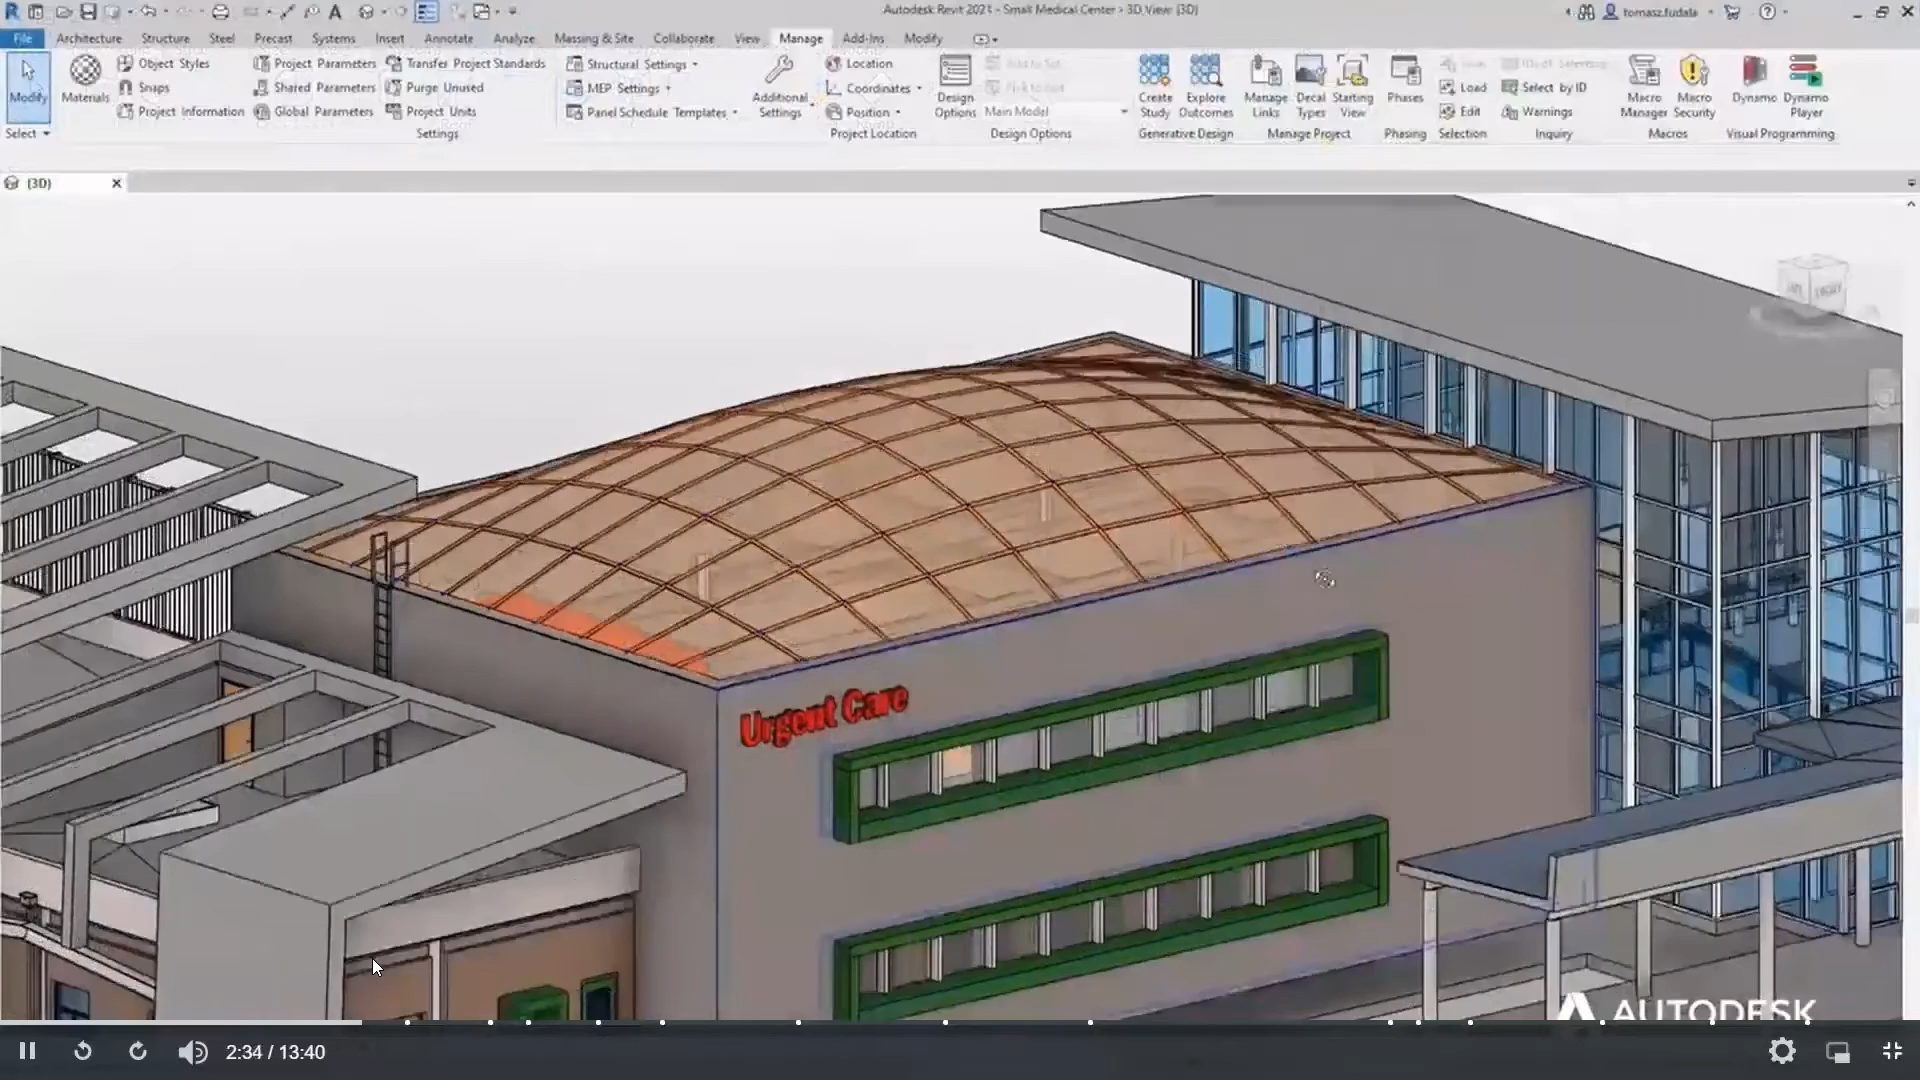 Autodesk Revit 2021 - Small Medical Center - 3D View: {3D}
tomasz.fudala
File Architecture Structure Steel Precast Systems Insert Annotate Analyze Massing & Site Collaborate View Manage Add-Ins Modify
Modify
Select
Materials
Object Styles
Snaps
Project Information
Project Parameters
Shared Parameters
Global Parameters
Transfer Project Standards
Purge Unused
Project Units
Settings
Structural Settings
MEP Settings
Panel Schedule Templates
Additional
Settings
Location
Coordinates
Position
Project Location
Design
Options
Add to Set
Main Model
Design Options
Create
Study
Explore
Outcomes
Generative Design
Manage
Links
Decal
Types
Starting
View
Manage Project
Phases
Phasing
Save
Load
Edit
Selection
Select by ID
Warnings
Inquiry
Macro
Manager
Macro
Security
Macros
Dynamo
Dynamo
Player
Visual Programming
{3D}
Urgent Care
AUTODESK
2:34 / 13:40